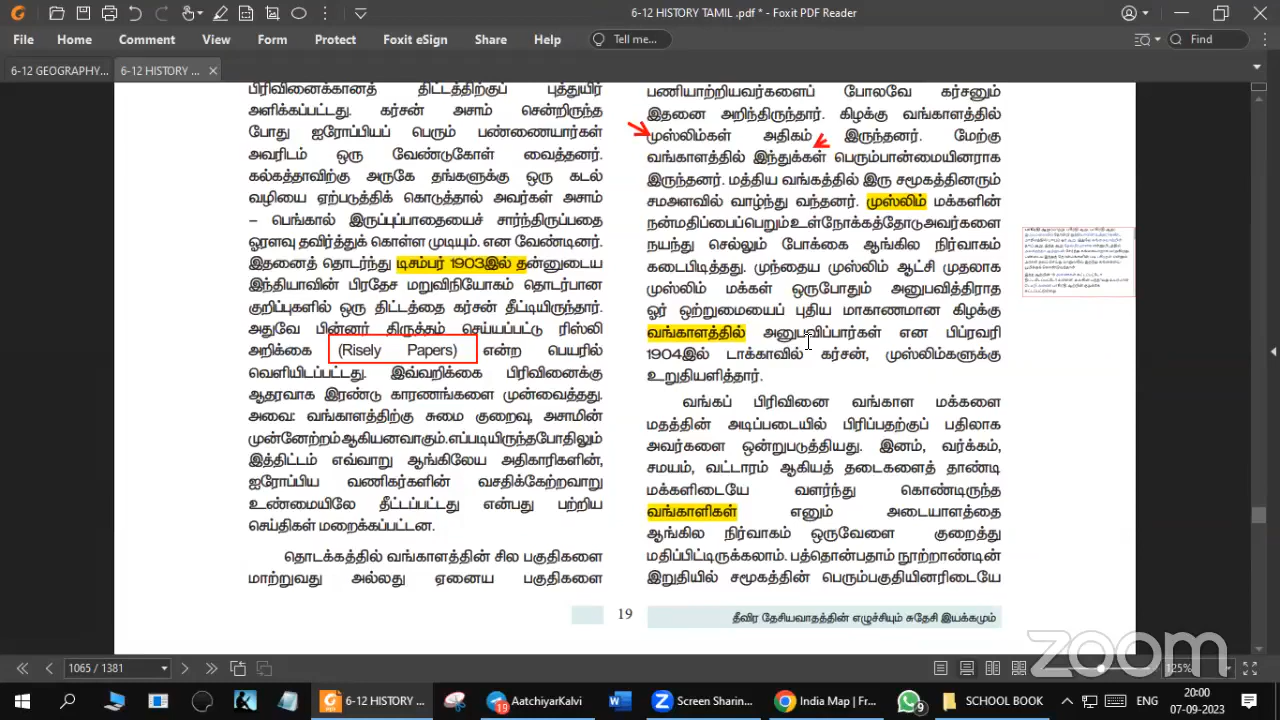 6-12 HISTORY TAMIL .pdf * - Foxit PDF Reader
File Home Comment View Form Protect Foxit eSign Share Help Tell me... Find
6-12 GEOGRAPHY... 6-12 HISTORY ...
பிரிவினைக்கானத் திட்டத்திற்குப் புத்துயிர்
அளிக்கப்பட்டது. கர்சன் அசாம் சென்றிருந்த
போது ஐரோப்பியப் பெரும் பண்ணையார்கள்
அவரிடம் ஒரு வேண்டுகோள் வைத்தனர்.
கல்கத்தாவிற்கு அருகே தங்களுக்கு ஒரு கடல்
வழியை ஏற்படுத்திக் கொடுத்தால் அவர்கள் அசாம்
– பெங்கால் இருப்புப்பாதையைச் சார்ந்திருப்பதை
ஓரளவு தவிர்த்துக் கொள்ள முடியும். என வேண்டினர்.
1903இல்
இந்தியாவின் பிரதேச மறுவிநியோகம் தொடர்பான
குறிப்புகளில் ஒரு திட்டத்தை கர்சன் தீட்டியிருந்தார்.
அதுவே பின்னர் திருத்தம் செய்யப்பட்டு ரிஸ்லி
அறிக்கை (Risely Papers) என்ற பெயரில்
வெளியிடப்பட்டது. இவ்வறிக்கை பிரிவினைக்கு
ஆதரவாக இரண்டு காரணங்களை முன்வைத்தது.
அவை: வங்காளத்திற்கு சுமை குறைவு, அசாமின்
முன்னேற்றம் ஆகியனவாகும். எப்படியிருந்தபோதிலும்
இத்திட்டம் எவ்வாறு ஆங்கிலேய அதிகாரிகளின்,
ஐரோப்பிய வணிகர்களின் வசதிக்கேற்றவாறு
உண்மையிலே தீட்டப்பட்டது என்பது பற்றிய
செய்திகள் மறைக்கப்பட்டன.
தொடக்கத்தில் வங்காளத்தின் சில பகுதிகளை
மாற்றுவது அல்லது ஏனைய பகுதிகளை
பணியாற்றியவர்களைப் போலவே கர்சனும்
இதனை அறிந்திருந்தார். கிழக்கு வங்காளத்தில்
முஸ்லிம்கள் அதிகம் இருந்தனர். மேற்கு
வங்காளத்தில் இந்துக்கள் பெரும்பான்மையினராக
இருந்தனர். மத்திய வங்கத்தில் இரு சமூகத்தினரும்
சமஅளவில் வாழ்ந்து வந்தனர். முஸ்லிம் மக்களின்
நன்மதிப்பைப்பெறும் உள்நோக்கத்தோடு அவர்களை
நயந்து செல்லும் போக்கை ஆங்கில நிர்வாகம்
கடைபிடித்தது. முந்தைய முஸ்லிம் ஆட்சி முதலாக
முஸ்லிம் மக்கள் ஒருபோதும் அனுபவித்திராத
ஓர் ஒற்றுமையைப் புதிய மாகாணமான கிழக்கு
வங்காளத்தில் அனுபவிப்பார்கள் என பிப்ரவரி
1904இல் டாக்காவில் கர்சன், முஸ்லிம்களுக்கு
உறுதியளித்தார்.
வங்கப் பிரிவினை வங்காள மக்களை
மதத்தின் அடிப்படையில் பிரிப்பதற்குப் பதிலாக
அவர்களை ஒன்றுபடுத்தியது. இனம், வர்க்கம்,
சமயம், வட்டாரம் ஆகியத் தடைகளைத் தாண்டி
மக்களிடையே வளர்ந்து கொண்டிருந்த
வங்காளிகள் எனும் அடையாளத்தை
ஆங்கில நிர்வாகம் ஒருவேளை குறைத்து
மதிப்பிட்டிருக்கலாம். பத்தொன்பதாம் நூற்றாண்டின்
இறுதியில் சமூகத்தின் பெரும்பகுதியினரிடையே
19 தீவிர தேசியவாதத்தின் எழுச்சியும் சுதேசி இயக்கமும்
zoom
1065 / 1381 125%
6-12 HISTORY ... AatchiyarKalvi Screen Sharin... India Map | Fr... SCHOOL BOOK ENG 20:00
07-09-2023